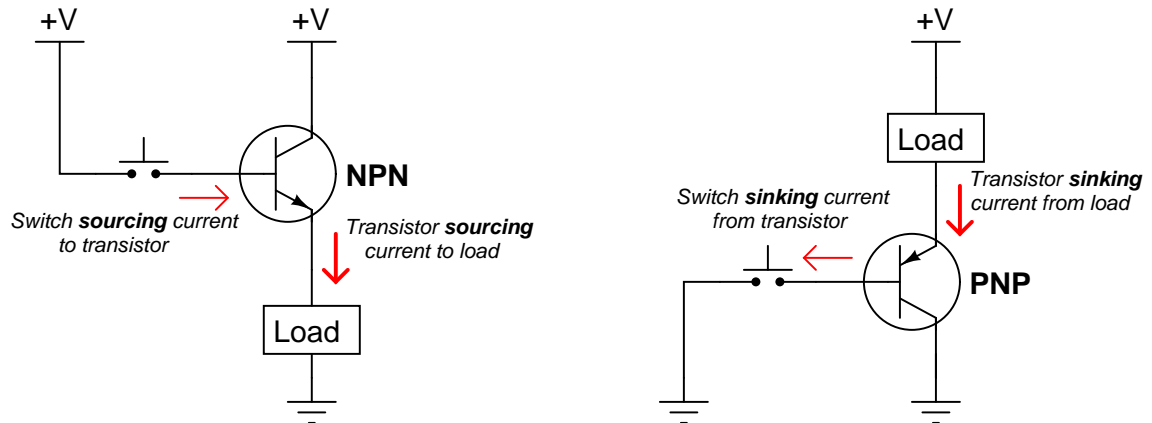 +V
+V
NPN
Switch sourcing current
to transistor
Transistor sourcing
current to load
Load
+V
Load
Switch sinking current
from transistor
Transistor sinking
current from load
PNP